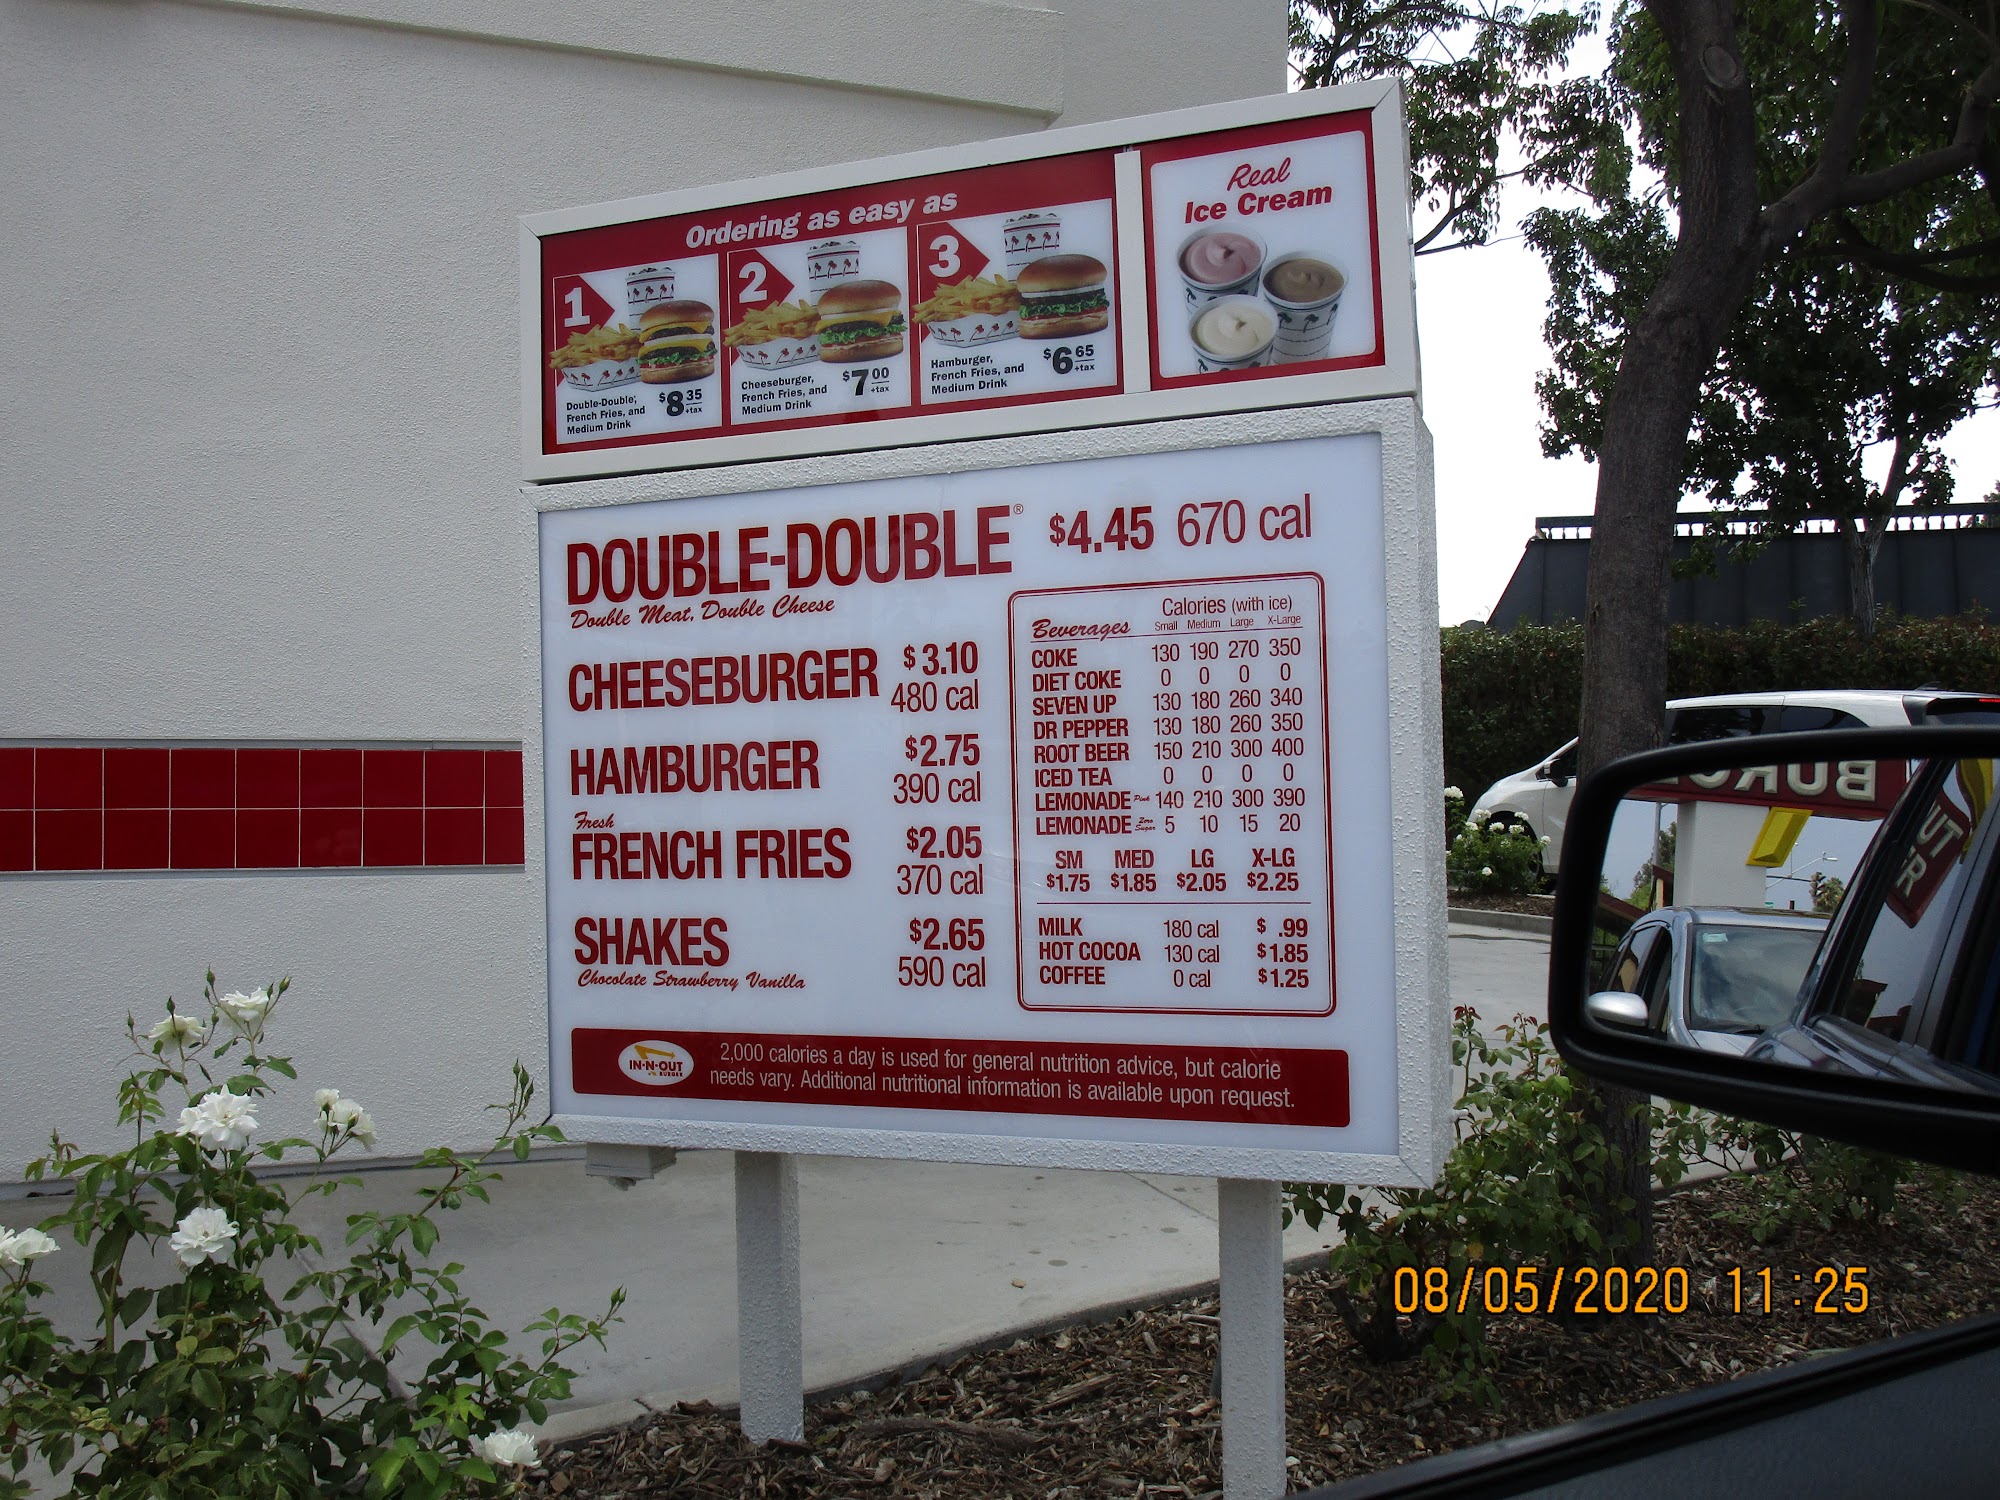 Ordering as easy as
1
Double-Double,
French Fries, and
Medium Drink
$8 35
+tax
2
Cheeseburger,
French Fries, and
Medium Drink
$7 00
+tax
3
Hamburger,
French Fries, and
Medium Drink
$6 65
+tax
Real
Ice Cream
DOUBLE-DOUBLE® $4.45 670 cal
Double Meat, Double Cheese
CHEESEBURGER $3.10
480 cal
HAMBURGER $2.75
390 cal
Fresh
FRENCH FRIES $2.05
370 cal
SHAKES $2.65
Chocolate Strawberry Vanilla 590 cal
Calories (with ice)
Beverages Small Medium Large X-Large
COKE 130 190 270 350
DIET COKE 0 0 0 0
SEVEN UP 130 180 260 340
DR PEPPER 130 180 260 350
ROOT BEER 150 210 300 400
ICED TEA 0 0 0 0
LEMONADE Pink 140 210 300 390
LEMONADE Zero Sugar 5 10 15 20
SM MED LG X-LG
$1.75 $1.85 $2.05 $2.25
MILK 180 cal $ .99
HOT COCOA 130 cal $1.85
COFFEE 0 cal $1.25
IN-N-OUT
BURGER
2,000 calories a day is used for general nutrition advice, but calorie
needs vary. Additional nutritional information is available upon request.
08/05/2020 11:25